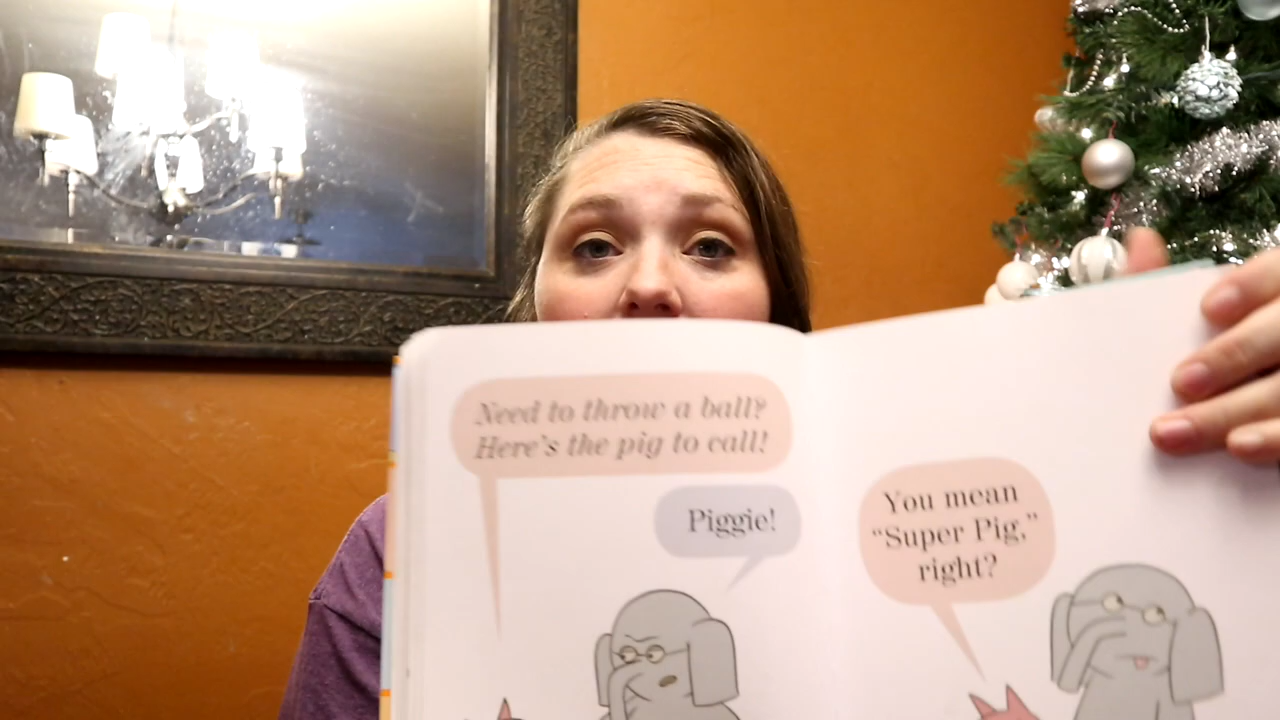 Need to throw a ball?
Here's the pig to call!
Piggie!
You mean
“Super Pig,”
right?